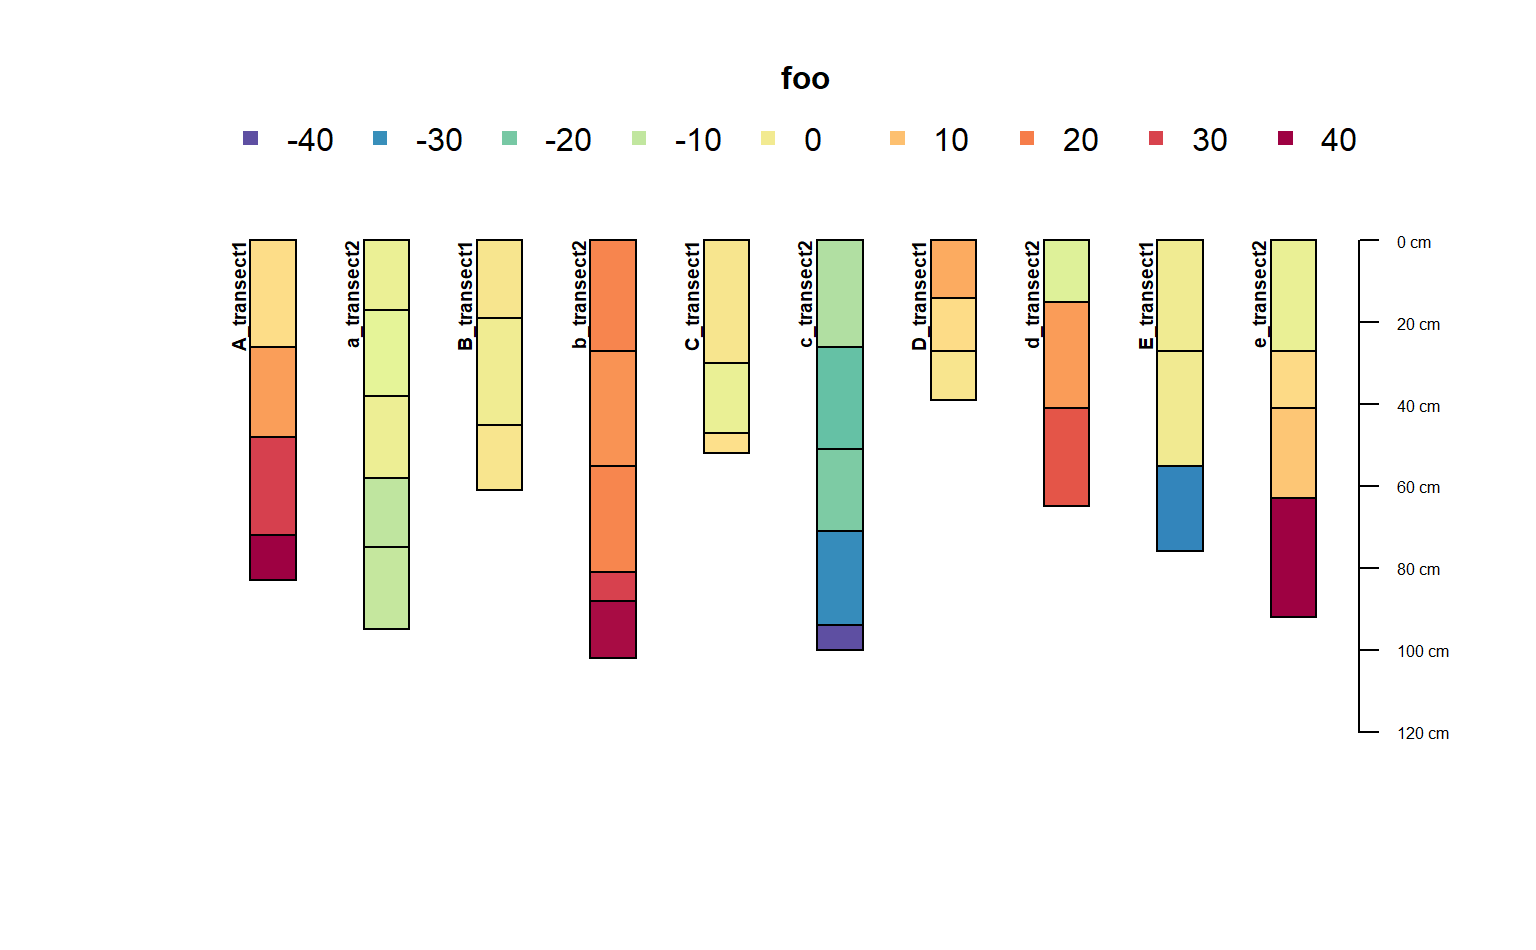 foo
-40 -30 -20 -10 0 10 20 30 40
A_transect1
a_transect2
B_transect1
b_transect2
C_transect1
c_transect2
D_transect1
d_transect2
E_transect1
e_transect2
0 cm
20 cm
40 cm
60 cm
80 cm
100 cm
120 cm